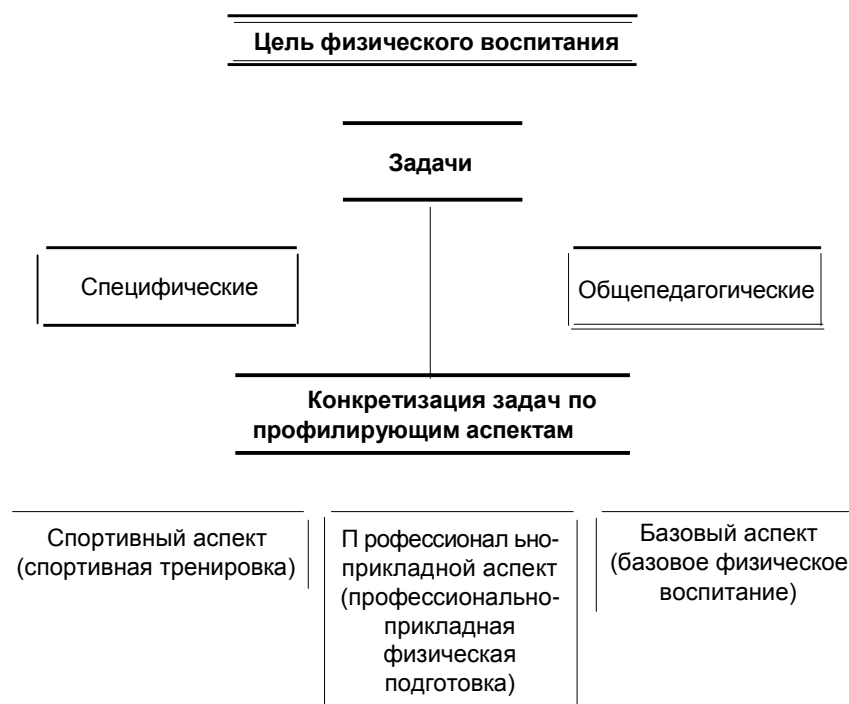 Цель физического воспитания
Задачи
Специфические
Общепедагогические
Конкретизация задач по
профилирующим аспектам
Спортивный аспект
(спортивная тренировка)
П рофессионал ьно-
прикладной аспект
(профессионально-
прикладная
физическая
подготовка)
Базовый аспект
(базовое физическое
воспитание)